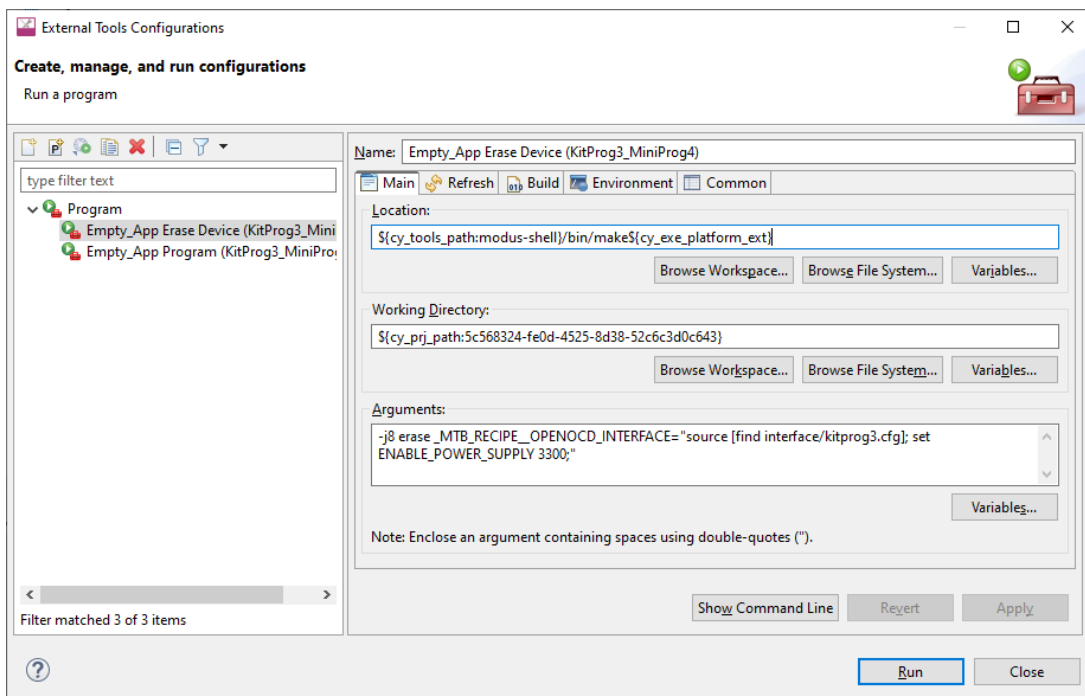 External Tools Configurations
Create, manage, and run configurations
Run a program
type filter text
Program
Empty_App Erase Device (KitProg3_Mini
Empty_App Program (KitProg3_MiniPro
Filter matched 3 of 3 items
Name: Empty_App Erase Device (KitProg3_MiniProg4)
Main Refresh Build Environment Common
Location:
${cy_tools_path:modus-shell}/bin/make${cy_exe_platform_ext}
Browse Workspace... Browse File System... Variables...
Working Directory:
${cy_prj_path:5c568324-fe0d-4525-8d38-52c6c3d0c643}
Browse Workspace... Browse File System... Variables...
Arguments:
-j8 erase _MTB_RECIPE__OPENOCD_INTERFACE="source [find interface/kitprog3.cfg]; set
ENABLE_POWER_SUPPLY 3300;"
Variables...
Note: Enclose an argument containing spaces using double-quotes (").
Show Command Line Revert Apply
Run Close